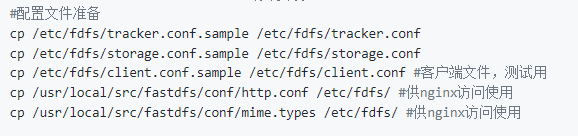 #配置文件准备
cp /etc/fdfs/tracker.conf.sample /etc/fdfs/tracker.conf
cp /etc/fdfs/storage.conf.sample /etc/fdfs/storage.conf
cp /etc/fdfs/client.conf.sample /etc/fdfs/client.conf #客户端文件，测试用
cp /usr/local/src/fastdfs/conf/http.conf /etc/fdfs/ #供nginx访问使用
cp /usr/local/src/fastdfs/conf/mime.types /etc/fdfs/ #供nginx访问使用